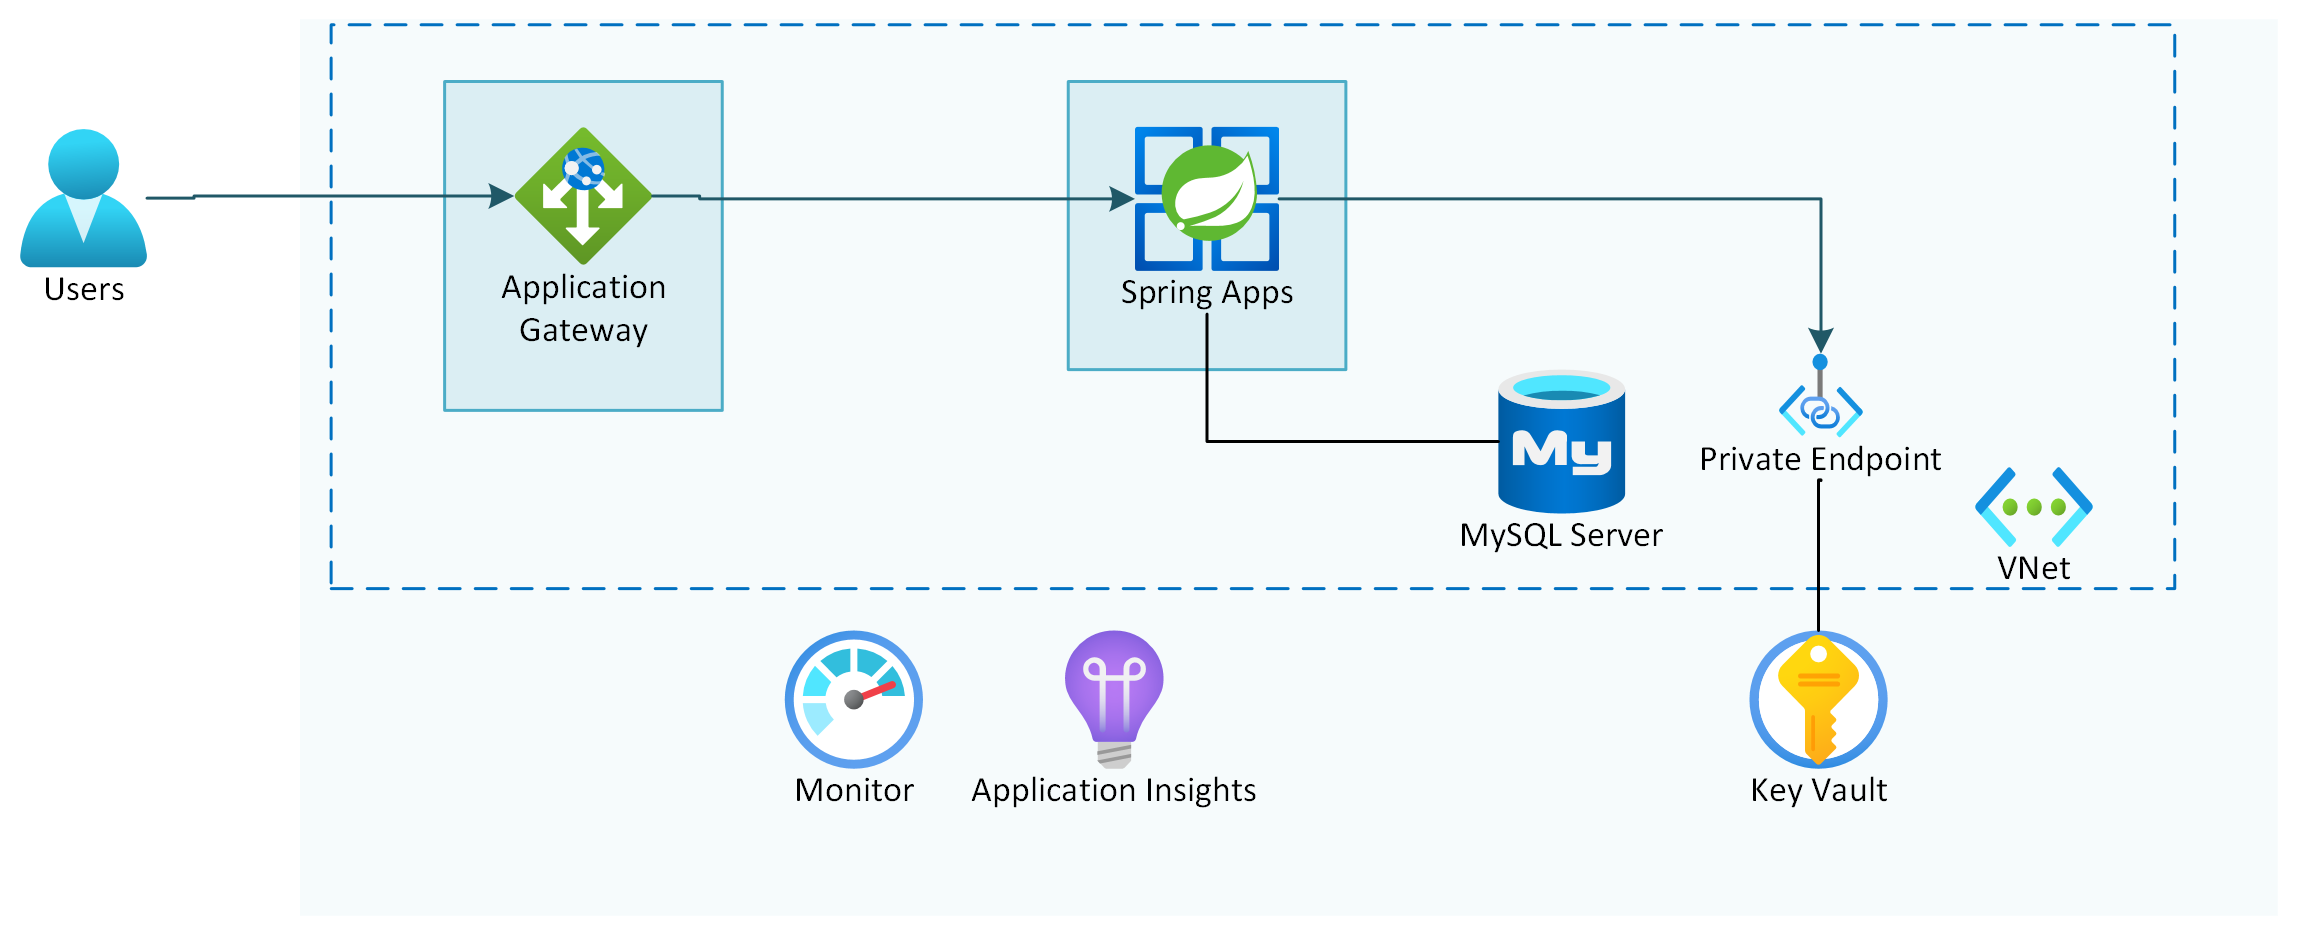 Users
Application
Gateway
Spring Apps
My
MySQL Server
Private Endpoint
VNet
Monitor
Application Insights
Key Vault